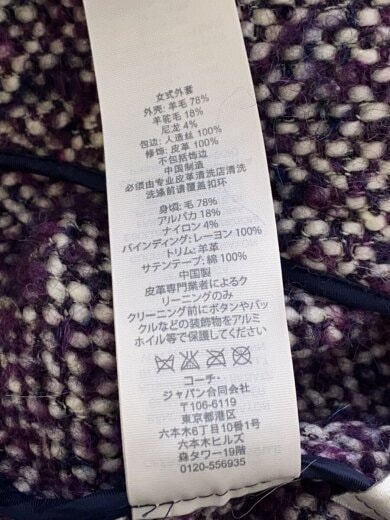 女式外套
外壳: 羊毛 78%
羊驼毛 18%
尼龙 4%
包边: 人造丝 100%
修饰: 皮革 100%
不包括饰边
中国制造
必须由专业皮革清洗店清洗
洗涤前请覆盖扣环
身頃: 毛 78%
アルパカ 18%
ナイロン 4%
バインディング: レーヨン 100%
トリム: 羊革
サテンテープ: 綿 100%
中国製
皮革専門業者によるク
リーニングのみ
クリーニング前にボタンやバッ
クルなどの装飾物をアルミ
ホイル等で保護してください
コーチ・
ジャパン合同会社
〒106-6119
東京都港区
六本木6丁目10番1号
六本木ヒルズ
森タワー19階
0120-556935